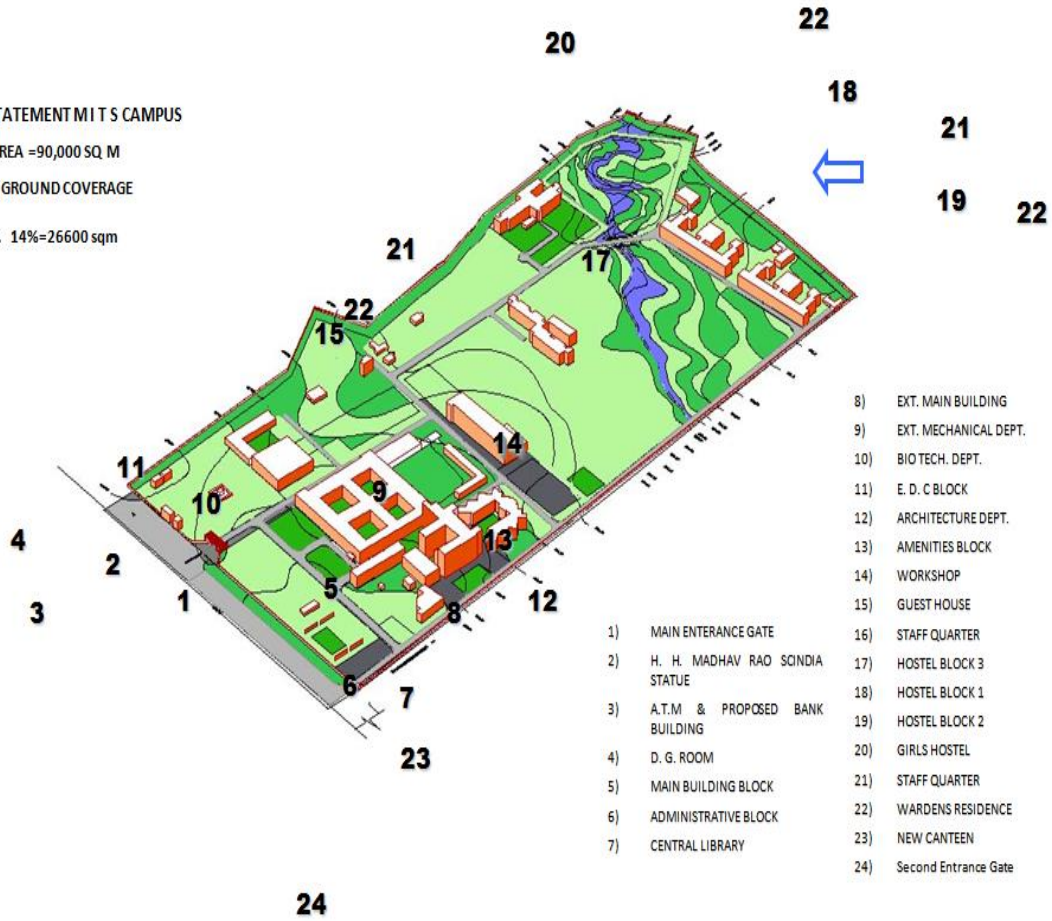 22
20
18
TATEMENT M I T S CAMPUS
21
REA =90,000 SQ M
GROUND COVERAGE
19
22
. 14%=26600 sqm
21
17
22
15
14
11
9
10
4
13
2
5
1
12
3
8
6
7
23
24
1) MAIN ENTERANCE GATE
2) H. H. MADHAV RAO SCINDIA
STATUE
3) A.T.M & PROPOSED BANK
BUILDING
4) D. G. ROOM
5) MAIN BUILDING BLOCK
6) ADMINISTRATIVE BLOCK
7) CENTRAL LIBRARY
8) EXT. MAIN BUILDING
9) EXT. MECHANICAL DEPT.
10) BIO TECH. DEPT.
11) E. D. C BLOCK
12) ARCHITECTURE DEPT.
13) AMENITIES BLOCK
14) WORKSHOP
15) GUEST HOUSE
16) STAFF QUARTER
17) HOSTEL BLOCK 3
18) HOSTEL BLOCK 1
19) HOSTEL BLOCK 2
20) GIRLS HOSTEL
21) STAFF QUARTER
22) WARDENS RESIDENCE
23) NEW CANTEEN
24) Second Entrance Gate